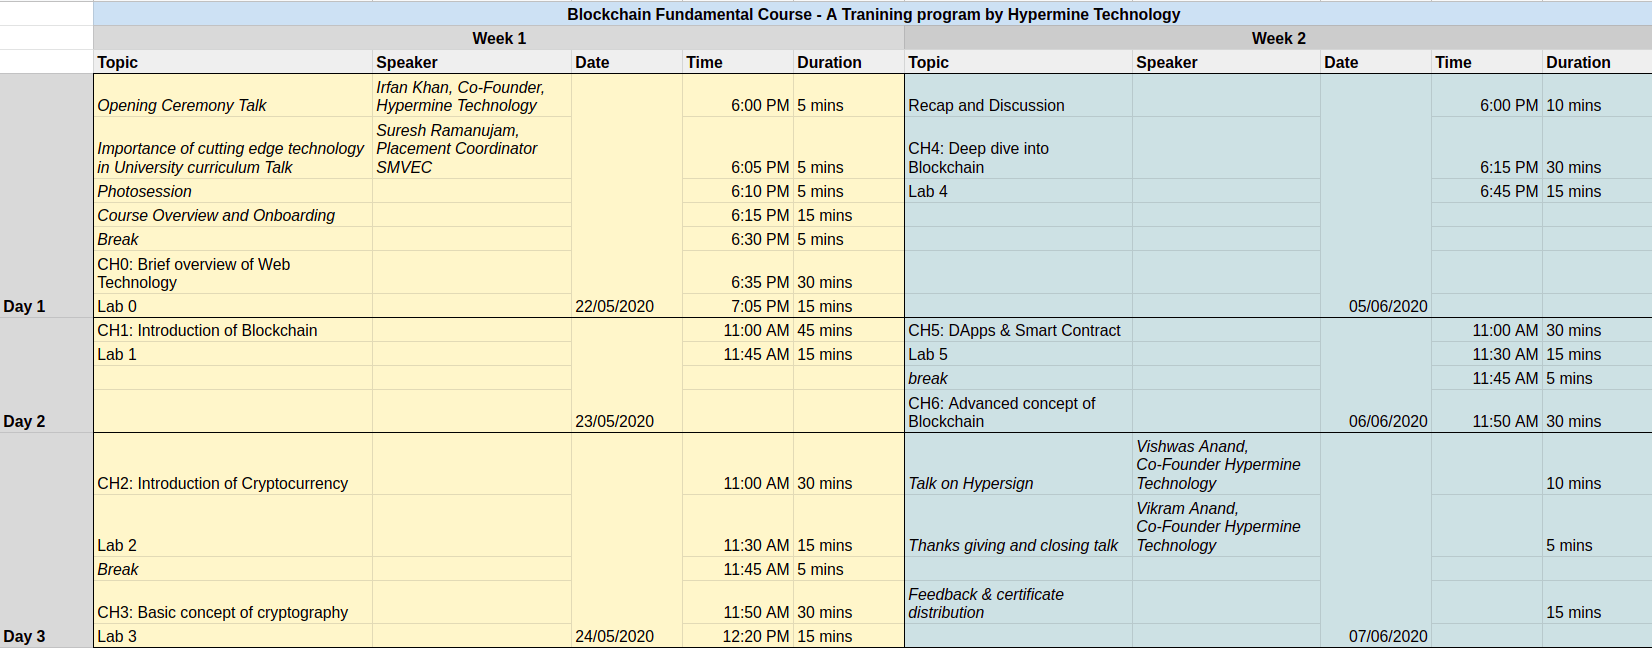 Blockchain Fundamental Course - A Tranining program by Hypermine Technology
Week 1 Week 2
Topic Speaker Date Time Duration Topic Speaker Date Time Duration
Day 1
Opening Ceremony Talk
Irfan Khan, Co-Founder,
Hypermine Technology
6:00 PM 5 mins
Importance of cutting edge technology
in University curriculum Talk
Suresh Ramanujam,
Placement Coordinator
SMVEC
6:05 PM 5 mins
Photosession 6:10 PM 5 mins
Course Overview and Onboarding 6:15 PM 15 mins
Break 6:30 PM 5 mins
CH0: Brief overview of Web
Technology
6:35 PM 30 mins
Lab 0 22/05/2020 7:05 PM 15 mins
Recap and Discussion 6:00 PM 10 mins
CH4: Deep dive into
Blockchain
6:15 PM 30 mins
Lab 4 6:45 PM 15 mins
05/06/2020
Day 2
CH1: Introduction of Blockchain 11:00 AM 45 mins
Lab 1 11:45 AM 15 mins
23/05/2020
CH5: DApps & Smart Contract 11:00 AM 30 mins
Lab 5 11:30 AM 15 mins
break 11:45 AM 5 mins
CH6: Advanced concept of
Blockchain
06/06/2020 11:50 AM 30 mins
Day 3
CH2: Introduction of Cryptocurrency 11:00 AM 30 mins
Lab 2 11:30 AM 15 mins
Break 11:45 AM 5 mins
CH3: Basic concept of cryptography 11:50 AM 30 mins
Lab 3 24/05/2020 12:20 PM 15 mins
Talk on Hypersign
Vishwas Anand,
Co-Founder Hypermine
Technology
10 mins
Thanks giving and closing talk
Vikram Anand,
Co-Founder Hypermine
Technology
5 mins
Feedback & certificate
distribution
15 mins
07/06/2020